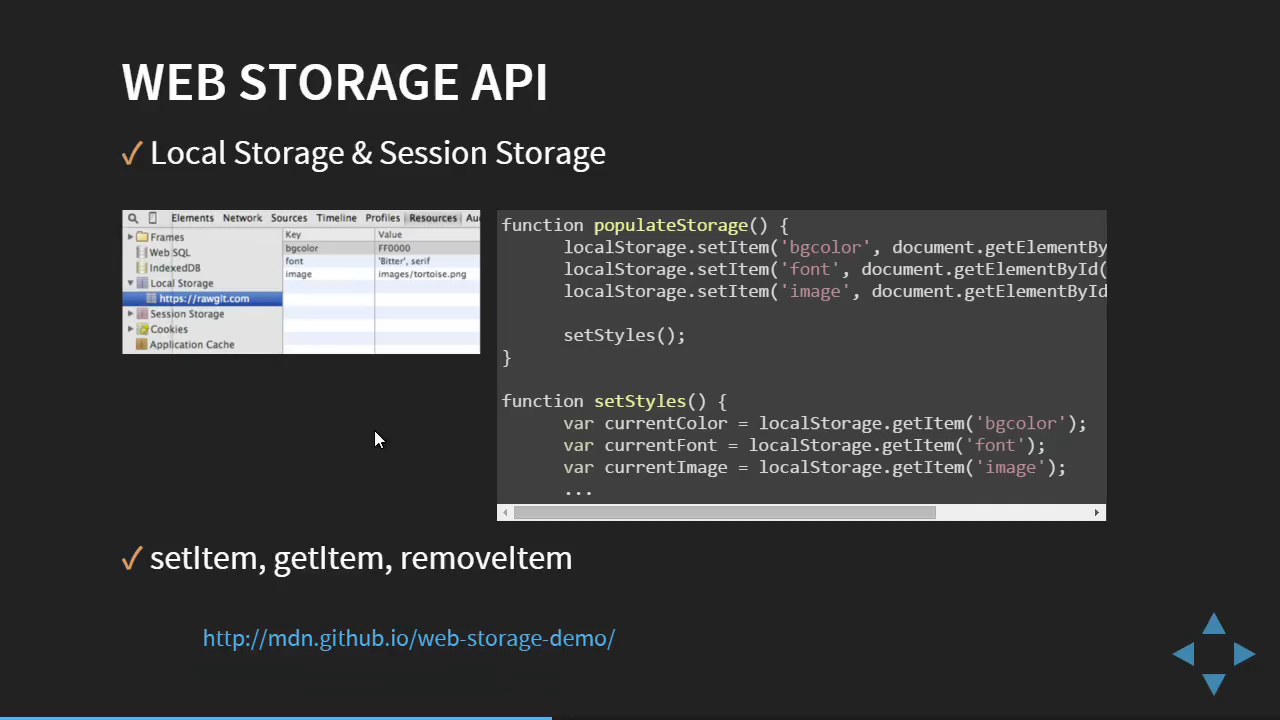 WEB STORAGE API
✓ Local Storage & Session Storage
Elements Network Sources Timeline Profiles Resources Au
Frames
Web SQL
IndexedDB
Local Storage
https://rawgit.com
Session Storage
Cookies
Application Cache
Key Value
bgcolor FF0000
font 'Bitter', serif
image images/tortoise.png
function populateStorage() {
localStorage.setItem('bgcolor', document.getElementBy
localStorage.setItem('font', document.getElementById(
localStorage.setItem('image', document.getElementById
setStyles();
}
function setStyles() {
var currentColor = localStorage.getItem('bgcolor');
var currentFont = localStorage.getItem('font');
var currentImage = localStorage.getItem('image');
...
✓ setItem, getItem, removeItem
http://mdn.github.io/web-storage-demo/